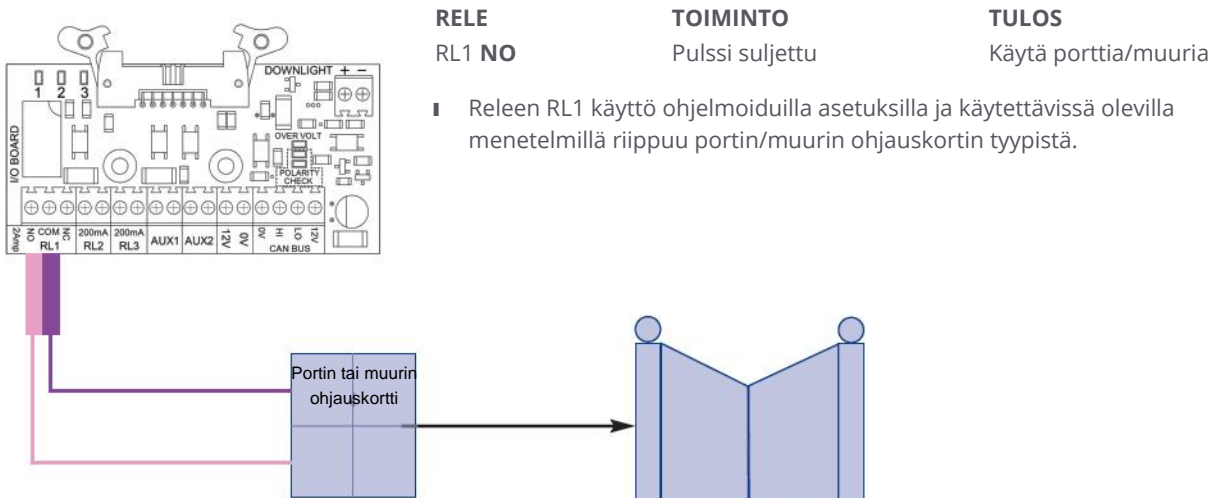 RELE TOIMINTO TULOS
RL1 NO Pulssi suljettu Käytä porttia/muuria
Releen RL1 käyttö ohjelmoiduilla asetuksilla ja käytettävissä olevilla
menetelmillä riippuu portin/muurin ohjauskortin tyypistä.
DOWNLIGHT + -
1 2 3
I/O BOARD
OVER VOLT
POLARITY
CHECK
2Amp NO COM NC 200mA 200mA AUX1 AUX2 12V 0V 0V HI LO 12V
RL1 RL2 RL3 CAN BUS
Portin tai muurin
ohjauskortti